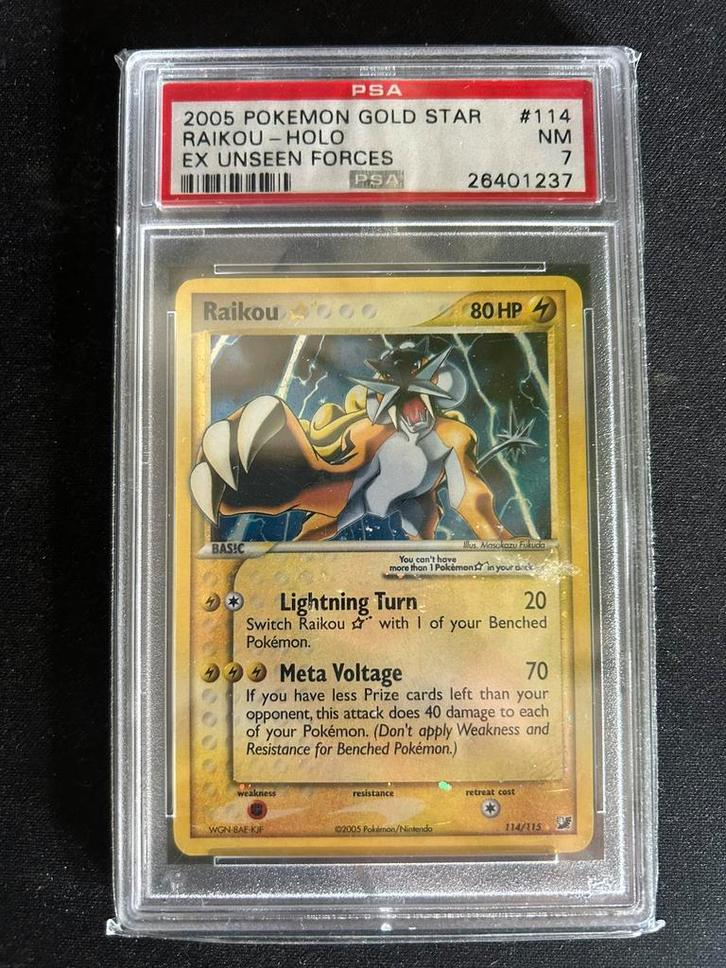 PSA
2005 POKEMON GOLD STAR #114
RAIKOU - HOLO NM
EX UNSEEN FORCES 7
PSA 26401237
Raikou ☆ 80 HP
BASIC
Illus. Masakazu Fukuda
You can't have
more than 1 Pokémon ☆ in your deck.
Lightning Turn 20
Switch Raikou ☆ with 1 of your Benched
Pokémon.
Meta Voltage 70
If you have less Prize cards left than your
opponent, this attack does 40 damage to each
of your Pokémon. (Don't apply Weakness and
Resistance for Benched Pokémon.)
weakness resistance retreat cost
WGN-8AE-KJF ©2005 Pokémon/Nintendo 114/115